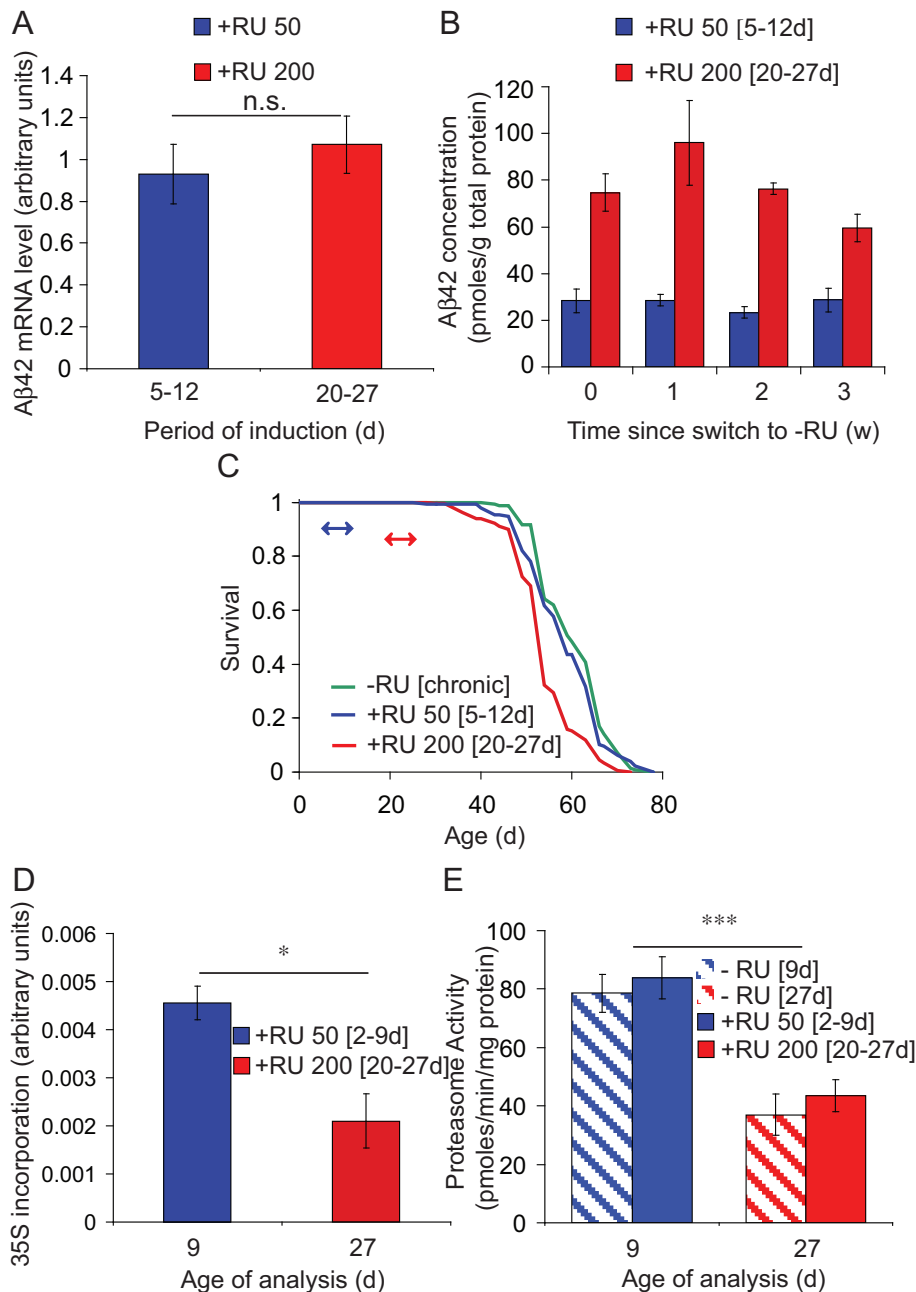 A
+RU 50
+RU 200
Aβ42 mRNA level (arbitrary units)
1.4
1.2
1
0.8
0.6
0.4
0.2
0
n.s.
5-12
20-27
Period of induction (d)
B
+RU 50 [5-12d]
+RU 200 [20-27d]
Aβ42 concentration
(pmoles/g total protein)
120
100
80
60
40
20
0
0
1
2
3
Time since switch to -RU (w)
C
Survival
1
0.8
0.6
0.4
0.2
0
-RU [chronic]
+RU 50 [5-12d]
+RU 200 [20-27d]
0
20
40
60
80
Age (d)
D
35S incorporation (arbitrary units)
0.006
0.005
0.004
0.003
0.002
0.001
0
*
+RU 50 [2-9d]
+RU 200 [20-27d]
9
27
Age of analysis (d)
E
Proteasome Activity
(pmoles/min/mg protein)
100
80
60
40
20
0
***
- RU [9d]
- RU [27d]
+RU 50 [2-9d]
+RU 200 [20-27d]
9
27
Age of analysis (d)